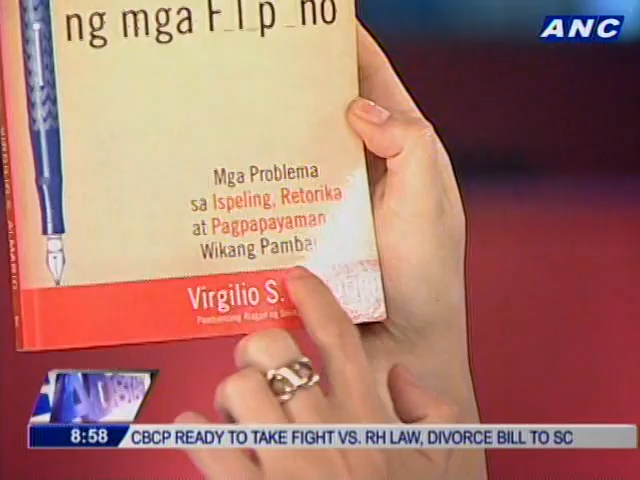 ng mga F_l_p_no
ANC
Mga Problema
sa Ispeling, Retorika
at Pagpapayaman
Wikang Pamba
Virgilio S.
8:58 CBCP READY TO TAKE FIGHT VS. RH LAW, DIVORCE BILL TO SC